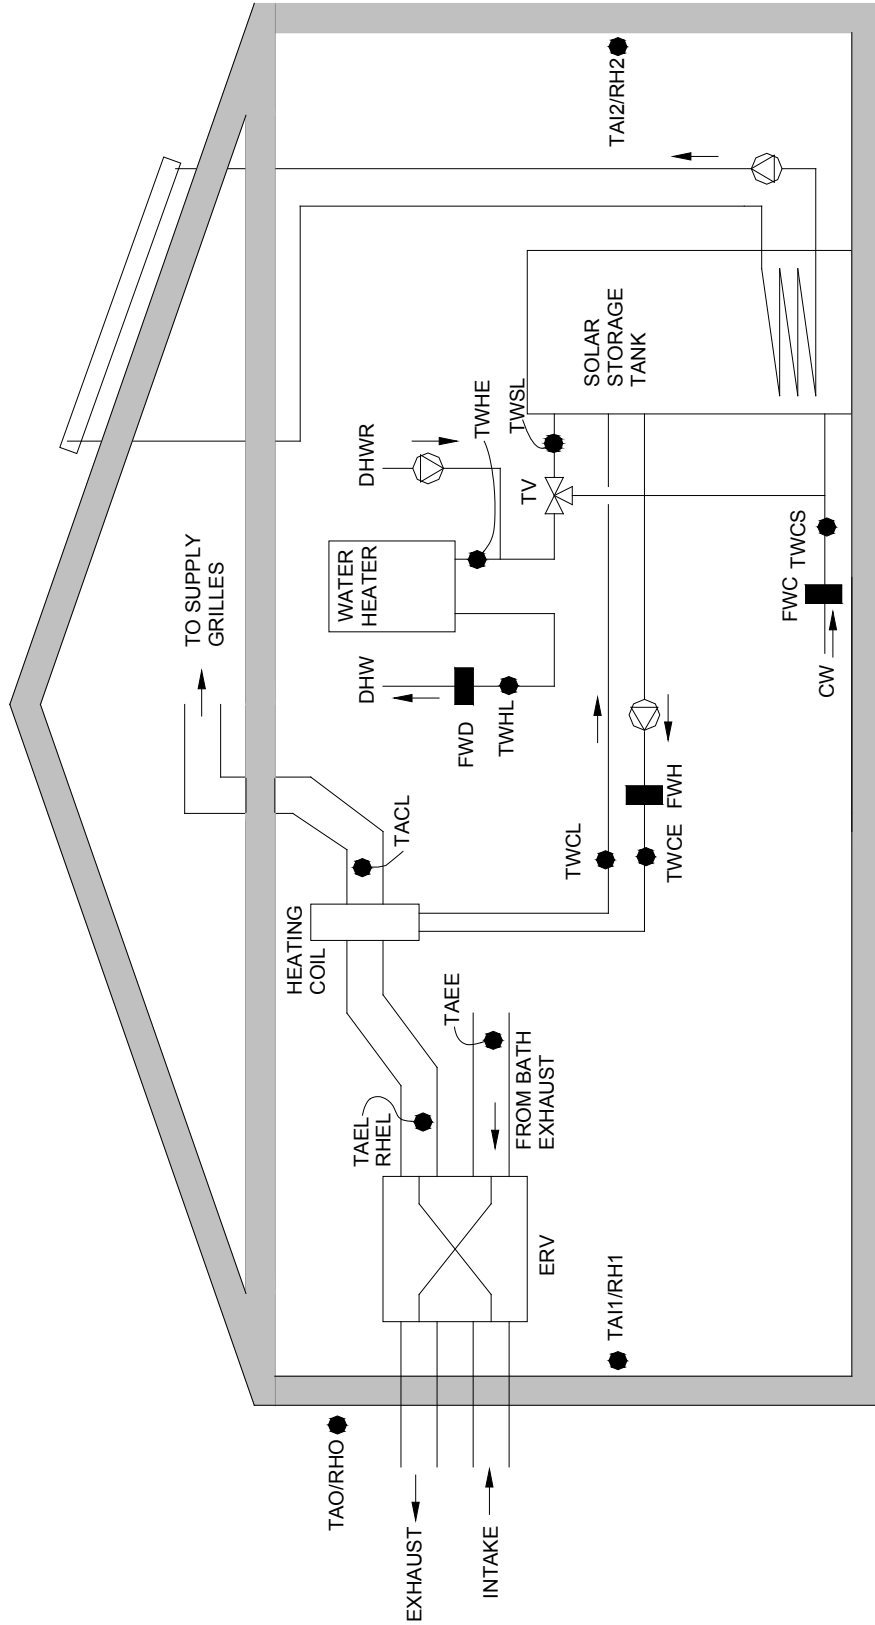 TO SUPPLY
GRILLES
TAO/RHO
EXHAUST
INTAKE
HEATING
COIL
TACL
TAEL
RHEL
TAEE
FROM BATH
EXHAUST
ERV
TAI1/RH1
DHW
FWD
TWHL
WATER
HEATER
DHWR
TWHE
TV
TWSL
TWCL
TWCE
FWH
SOLAR
STORAGE
TANK
CW
FWC
TWCS
TAI2/RH2